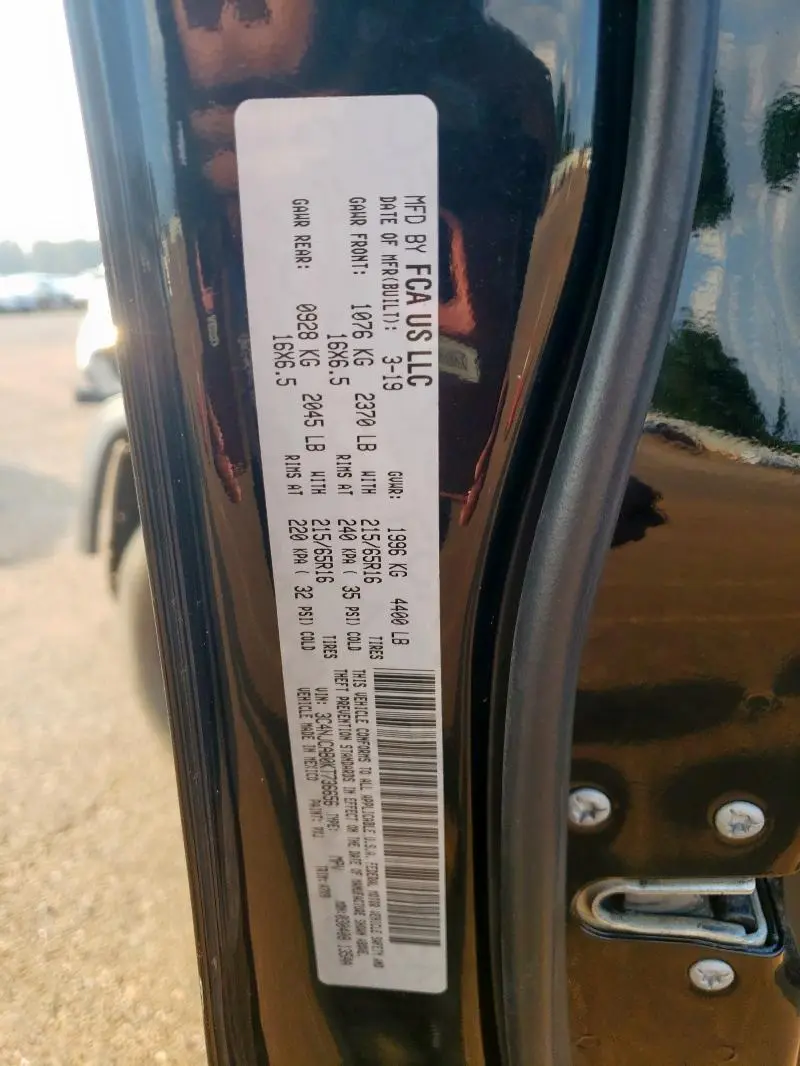 MFD BY FCA US LLC
DATE OF MFR(BUILT): 3-19 GVWR: 1996 KG 4400 LB
GAWR FRONT: 1076 KG 2370 LB WITH 215/65R16 TIRES
16X6.5 RIMS AT 240 KPA ( 35 PSI) COLD
GAWR REAR: 0928 KG 2045 LB WITH 215/65R16 TIRES
16X6.5 RIMS AT 220 KPA ( 32 PSI) COLD
THIS VEHICLE CONFORMS TO ALL APPLICABLE U.S.A. FEDERAL MOTOR VEHICLE SAFETY AND
THEFT PREVENTION STANDARDS IN EFFECT ON THE DATE OF MANUFACTURE SHOWN ABOVE.
VIN: 3C4NJCAB0KT736656 TYPE: MPV
VEHICLE MADE IN MEXICO PAINT: TRIM: